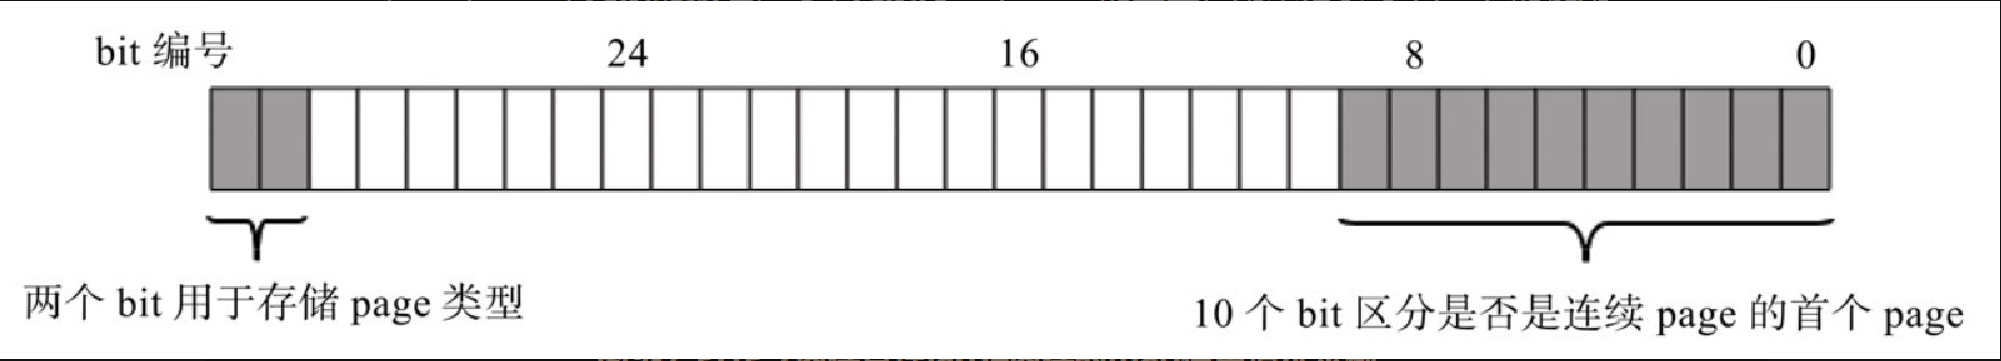 bit 编号 24 16 8 0
两个 bit 用于存储 page 类型
10 个 bit 区分是否是连续 page 的首个 page